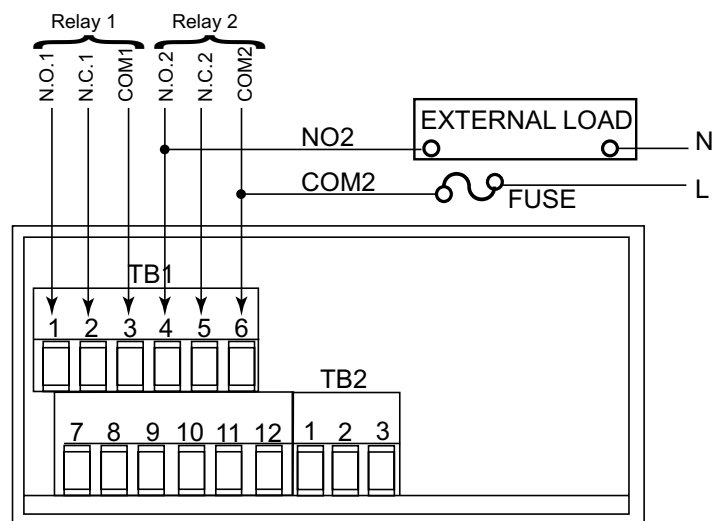 Relay 1 Relay 2
N.O.1 N.C.1 COM1 N.O.2 N.C.2 COM2
EXTERNAL LOAD
NO2 N
COM2 L
FUSE
TB1
1 2 3 4 5 6
TB2
7 8 9 10 11 12 1 2 3